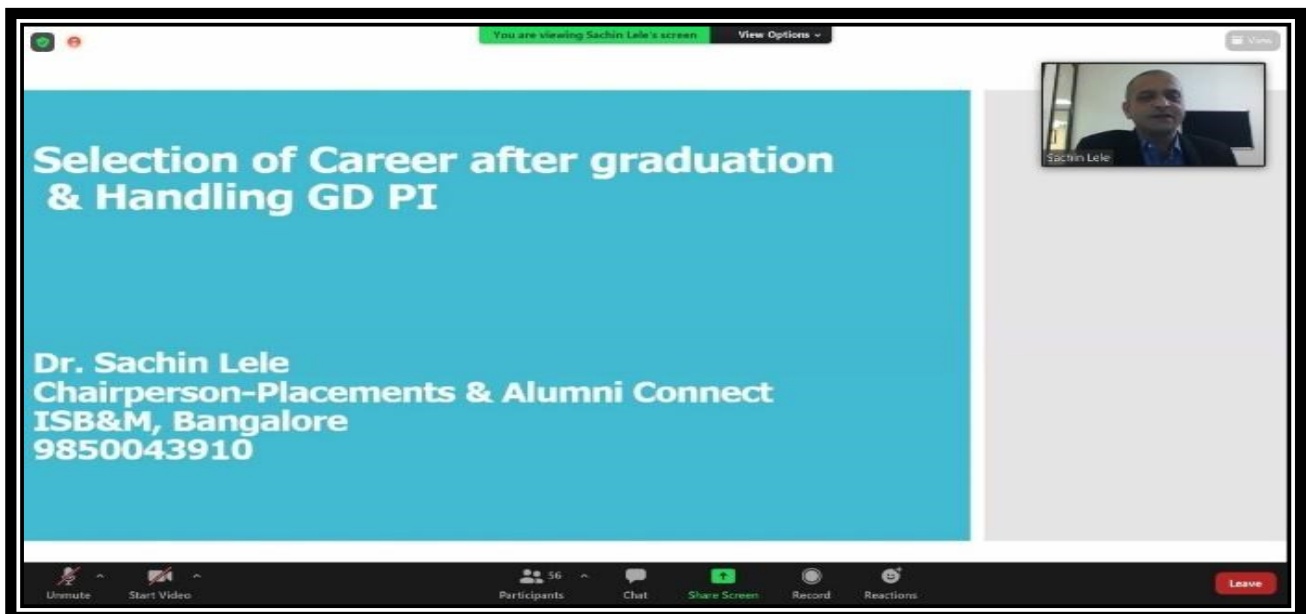 You are viewing Sachin Lele's screen
View Options
View
Sachin Lele
Selection of Career after graduation
& Handling GD PI
Dr. Sachin Lele
Chairperson-Placements & Alumni Connect
ISB&M, Bangalore
9850043910
Unmute
Start Video
56
Participants
Chat
Share Screen
Record
Reactions
Leave